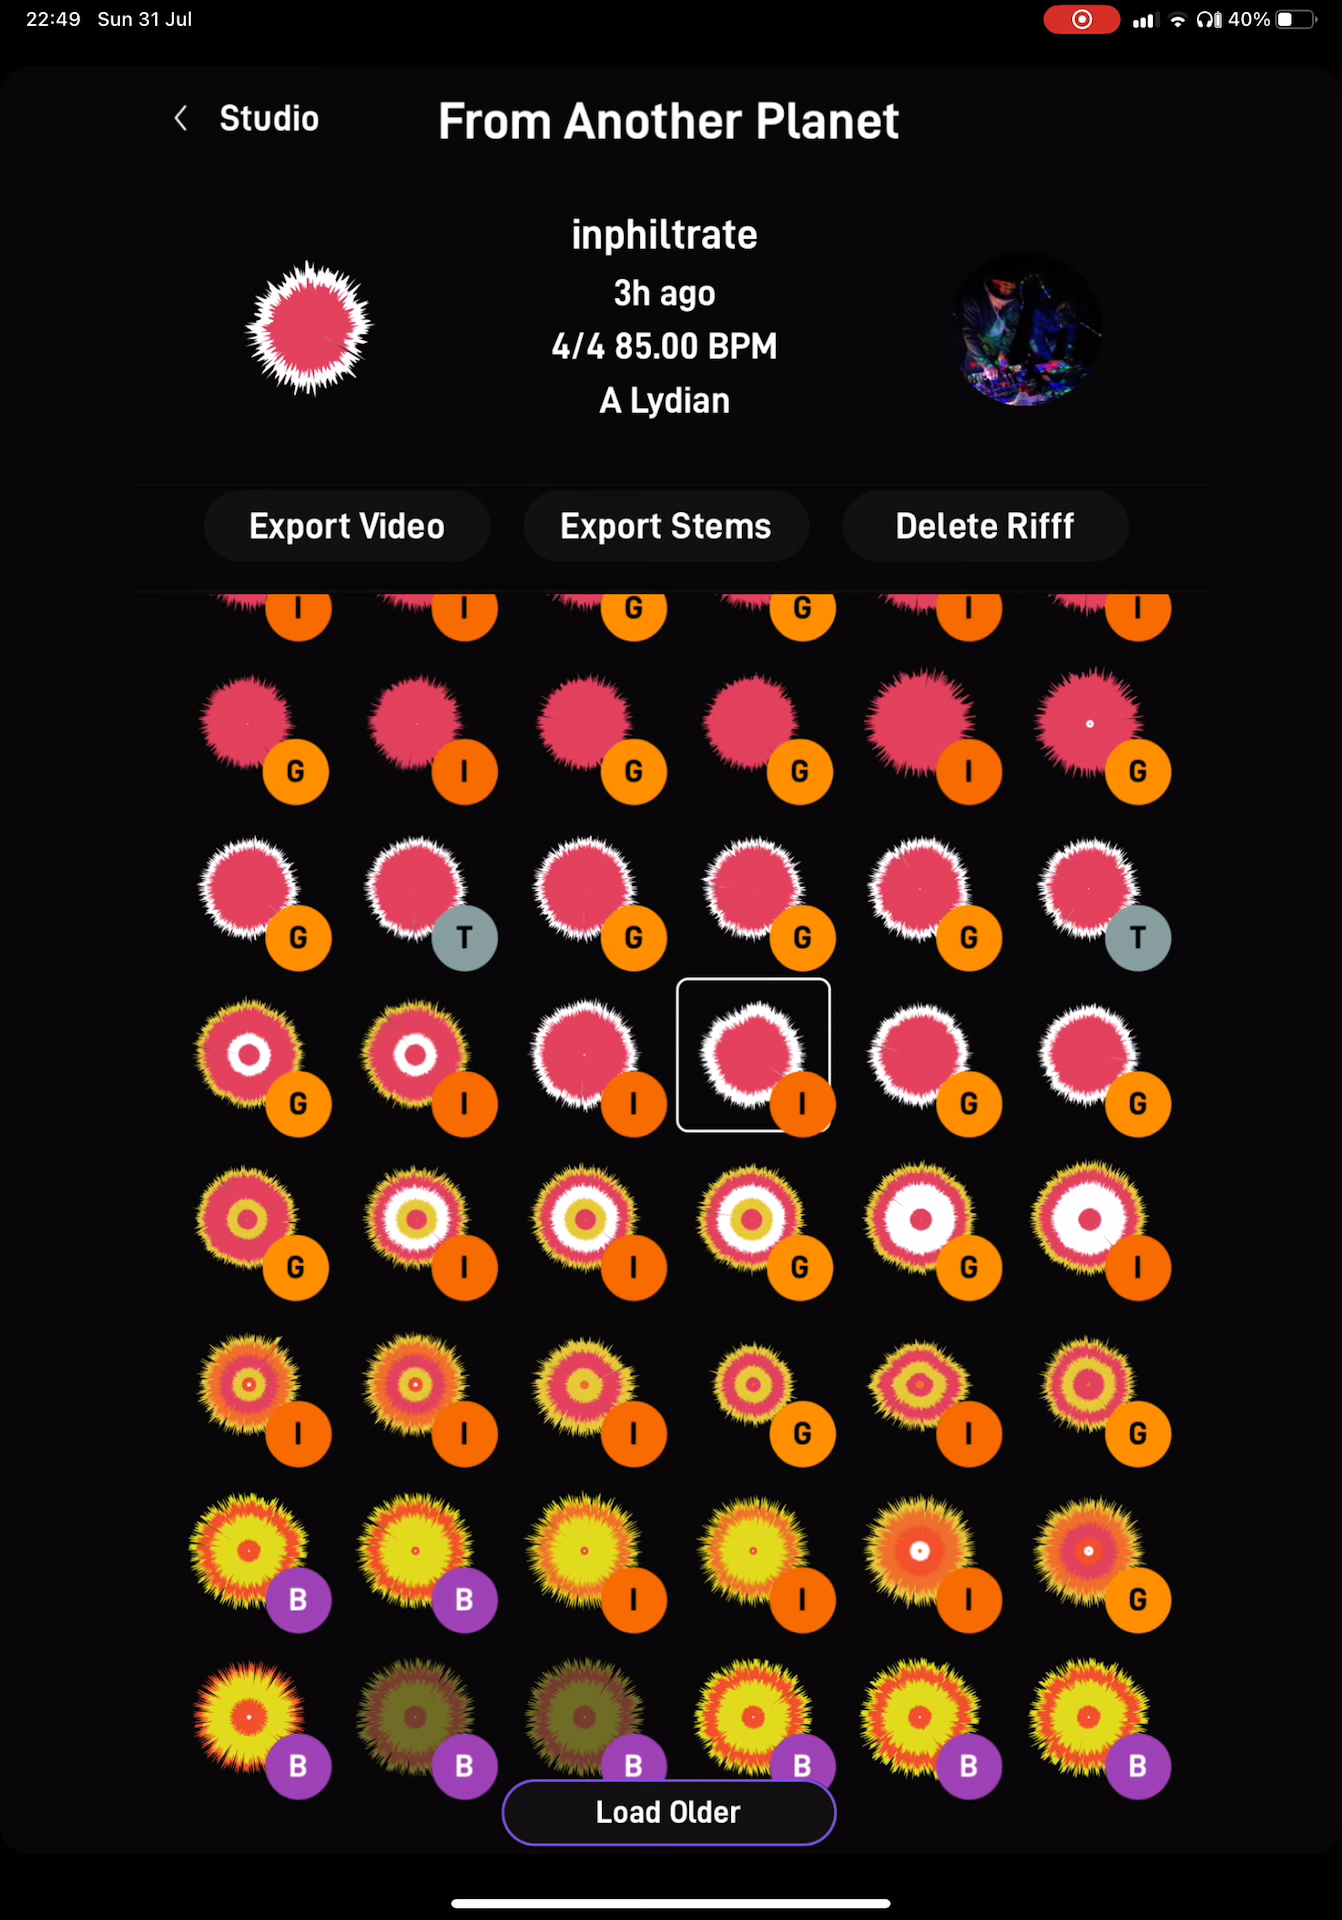 22:49 Sun 31 Jul 40%
Studio From Another Planet
inphiltrate
3h ago
4/4 85.00 BPM
A Lydian
Export Video Export Stems Delete Rifff
I I G G I I
G I G G I G
G T G G G T
G I I I G G
G I I G G I
I I I G I G
B B I I I G
B B B B B B
Load Older